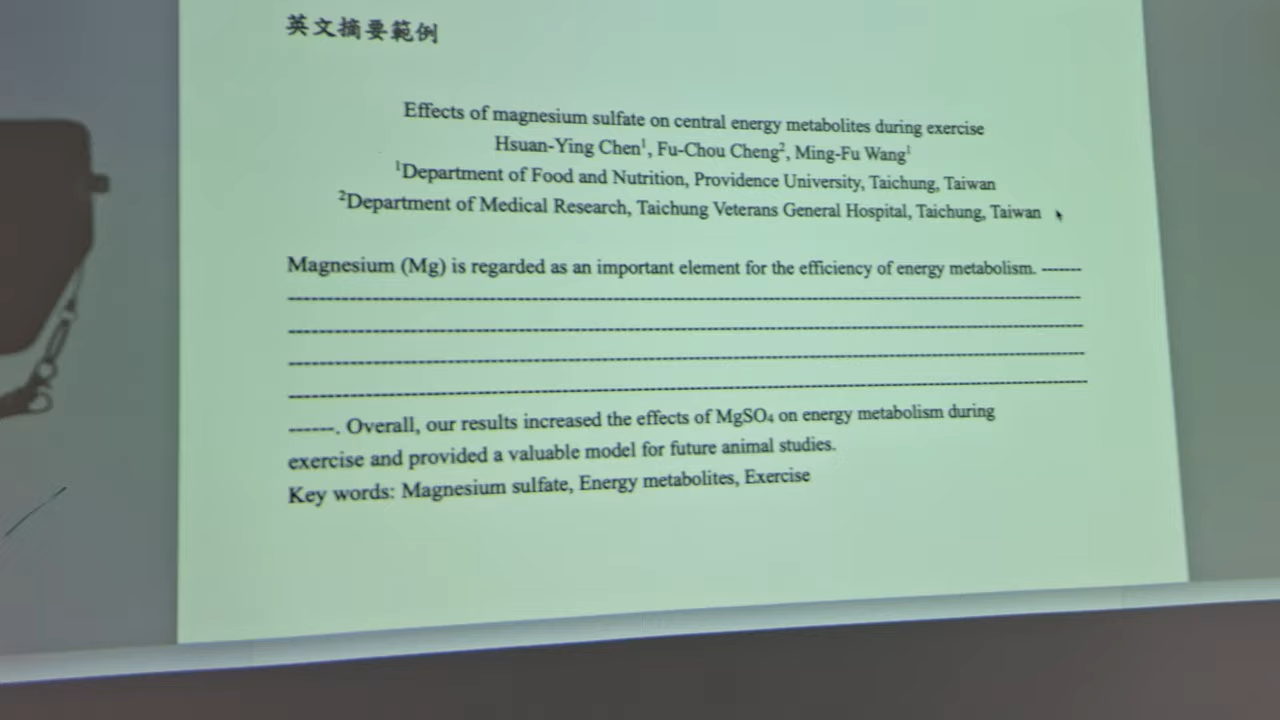 英文摘要範例
Effects of magnesium sulfate on central energy metabolites during exercise
Hsuan-Ying Chen¹, Fu-Chou Cheng², Ming-Fu Wang¹
¹Department of Food and Nutrition, Providence University, Taichung, Taiwan
²Department of Medical Research, Taichung Veterans General Hospital, Taichung, Taiwan
Magnesium (Mg) is regarded as an important element for the efficiency of energy metabolism. -------
------. Overall, our results increased the effects of MgSO₄ on energy metabolism during
exercise and provided a valuable model for future animal studies.
Key words: Magnesium sulfate, Energy metabolites, Exercise